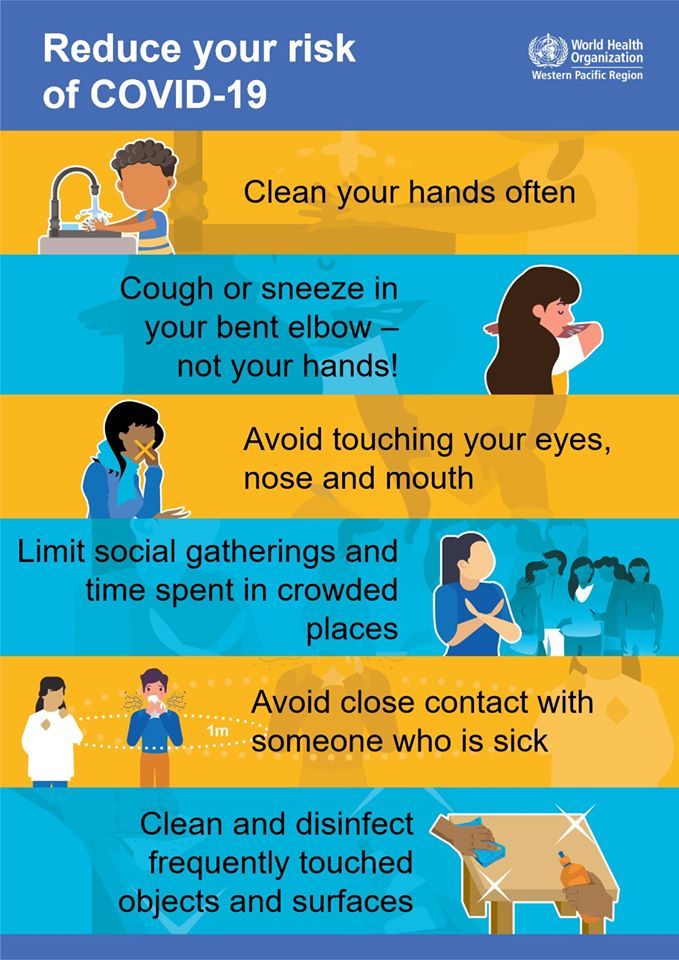 Reduce your risk
of COVID-19
World Health
Organization
Western Pacific Region
Clean your hands often
Cough or sneeze in
your bent elbow –
not your hands!
Avoid touching your eyes,
nose and mouth
Limit social gatherings and
time spent in crowded
places
1m
Avoid close contact with
someone who is sick
Clean and disinfect
frequently touched
objects and surfaces